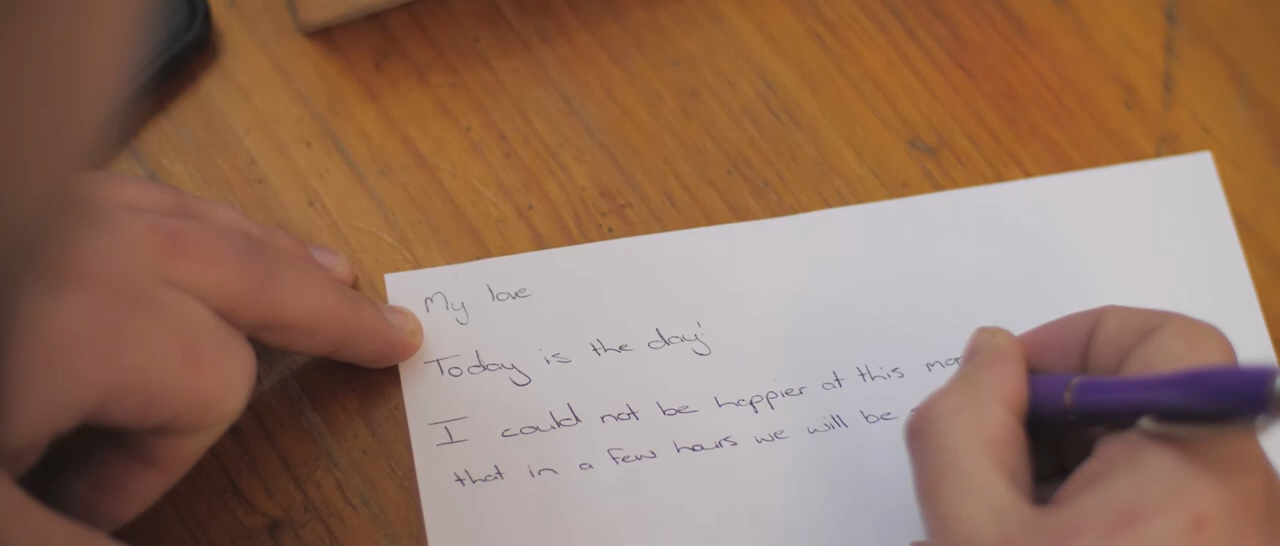 My love
Today is the day!
I could not be happier at this
that in a few hours we will be